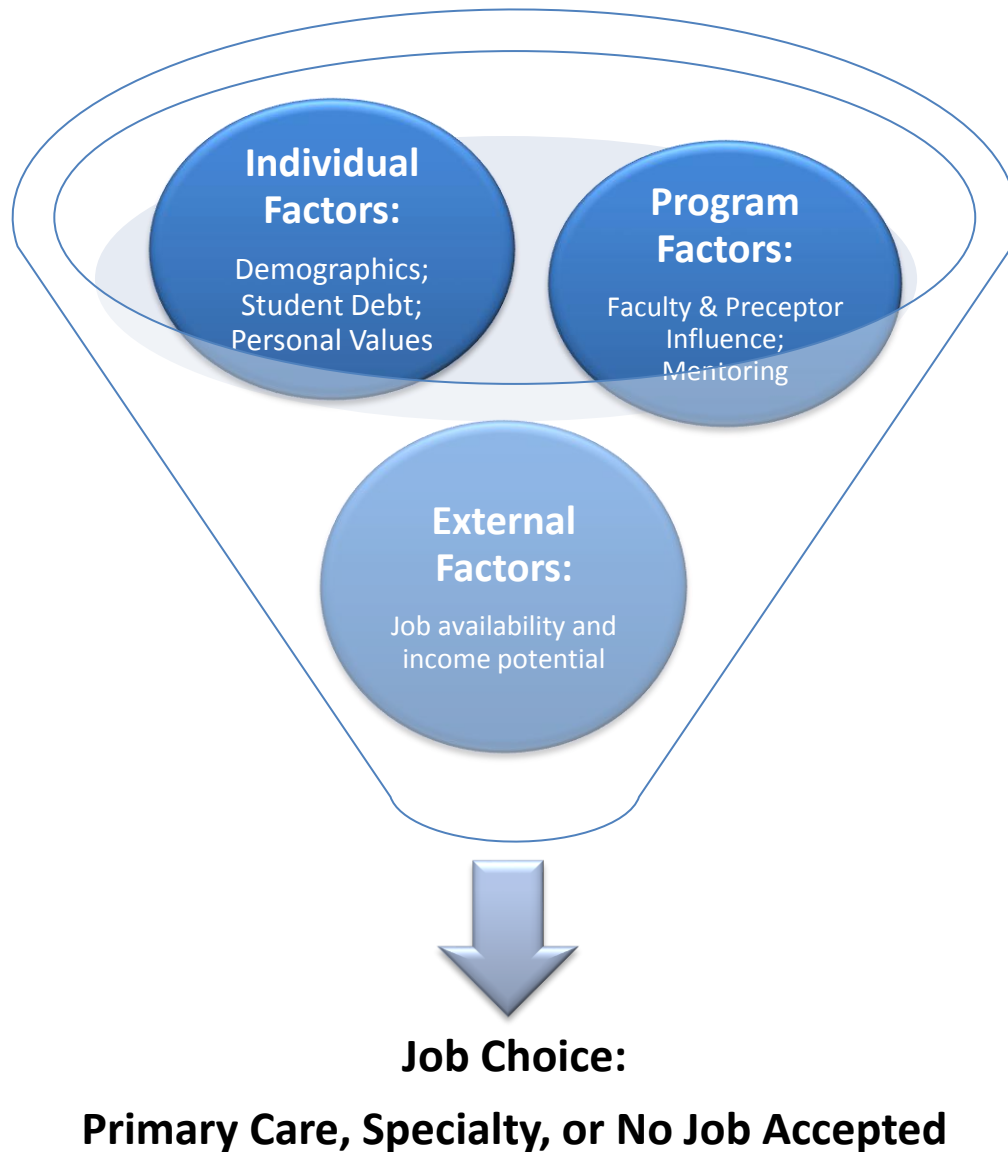 Individual
Factors:
Demographics;
Student Debt;
Personal Values
Program
Factors:
Faculty & Preceptor
Influence;
Mentoring
External
Factors:
Job availability and
income potential
Job Choice:
Primary Care, Specialty, or No Job Accepted